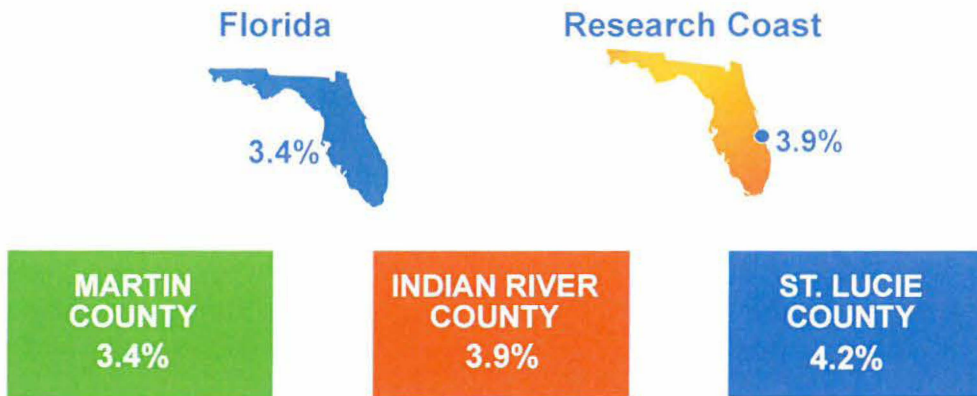 Florida
Research Coast
3.4%
3.9%
MARTIN
COUNTY
3.4%
INDIAN RIVER
COUNTY
3.9%
ST. LUCIE
COUNTY
4.2%